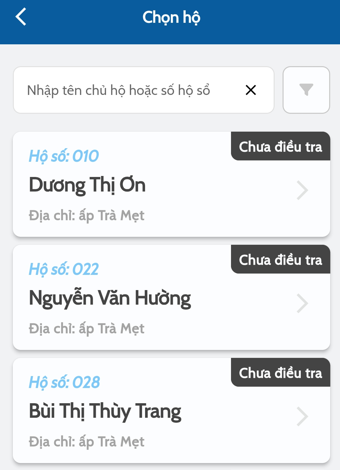 Chọn hộ
Nhập tên chủ hộ hoặc số hộ sổ
Chưa điều tra
Hộ số: 010
Dương Thị Ơn
Địa chỉ: ấp Trà Mẹt
Chưa điều tra
Hộ số: 022
Nguyễn Văn Hường
Địa chỉ: ấp Trà Mẹt
Chưa điều tra
Hộ số: 028
Bùi Thị Thùy Trang
Địa chỉ: ấp Trà Mẹt